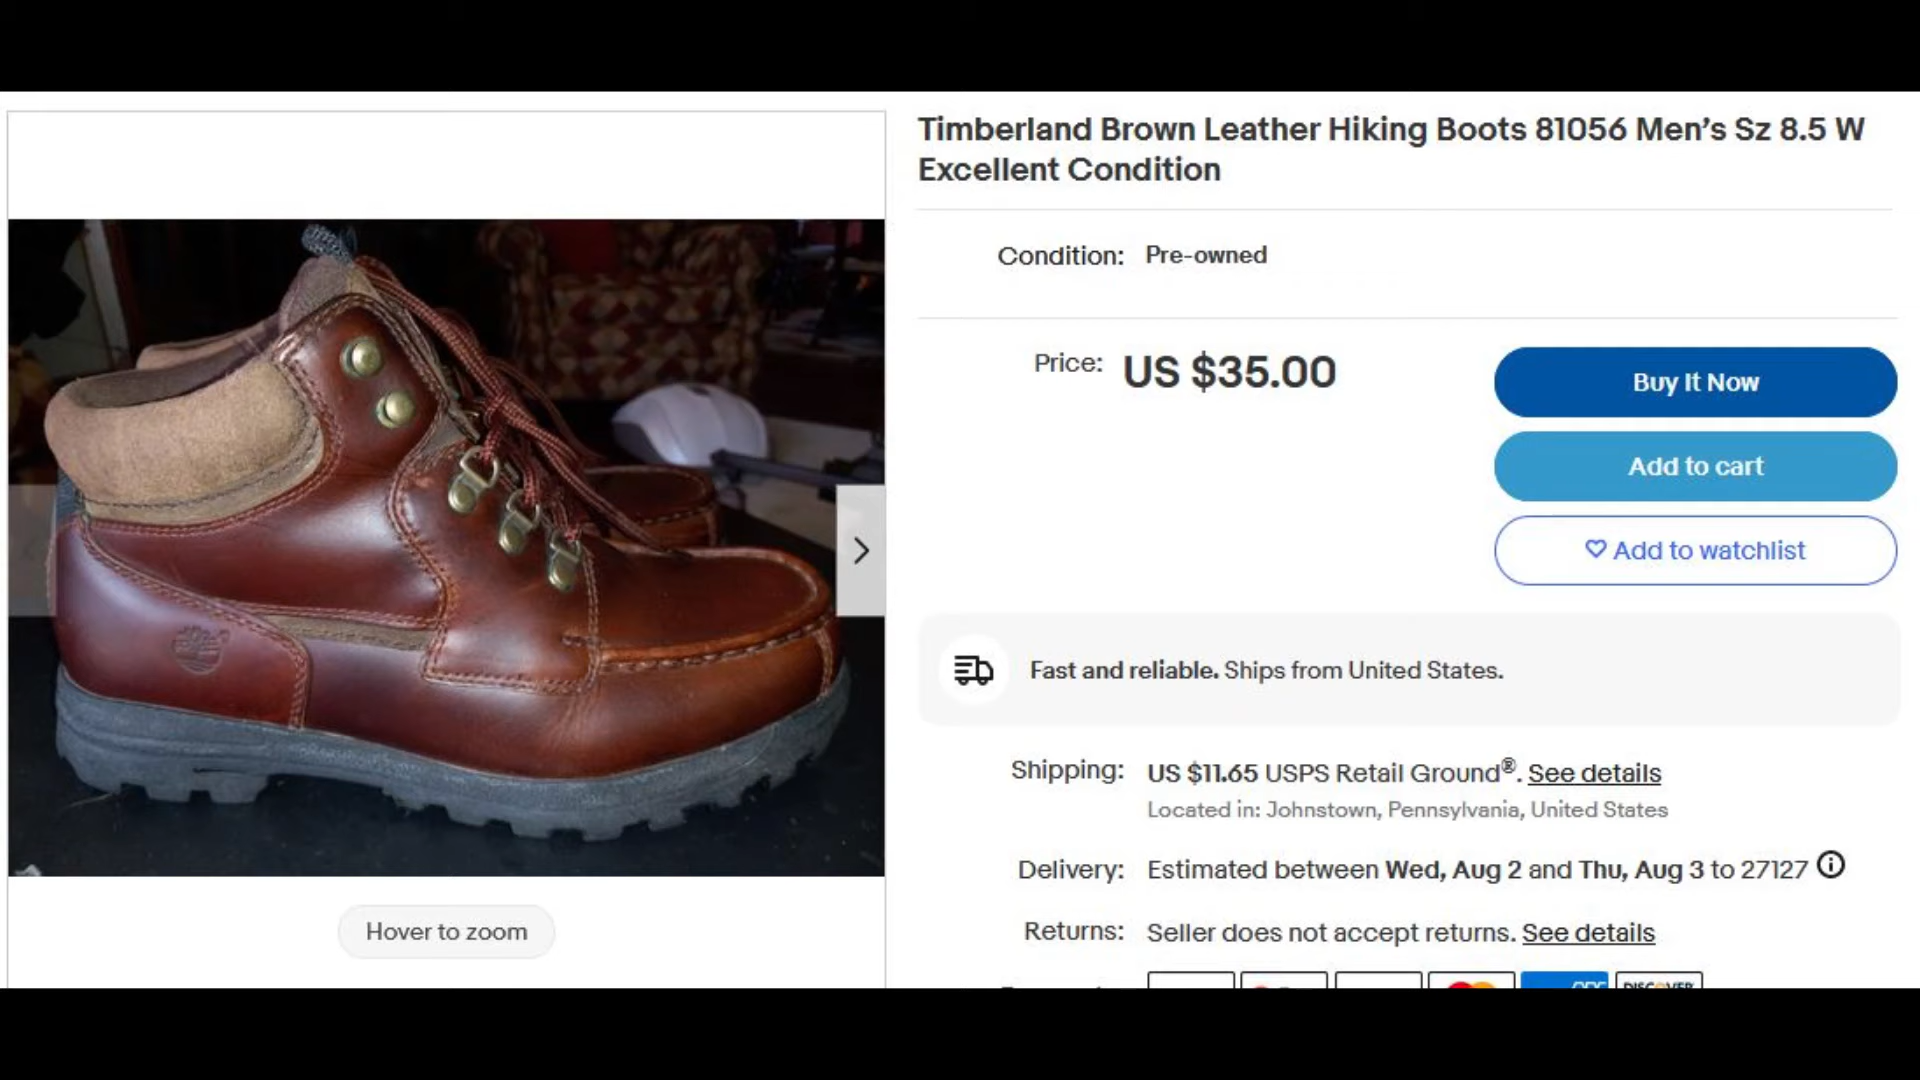 Timberland Brown Leather Hiking Boots 81056 Men’s Sz 8.5 W
Excellent Condition
Condition: Pre-owned
Price: US $35.00
Buy It Now
Add to cart
Add to watchlist
Fast and reliable. Ships from United States.
Shipping: US $11.65 USPS Retail Ground®. See details
Located in: Johnstown, Pennsylvania, United States
Delivery: Estimated between Wed, Aug 2 and Thu, Aug 3 to 27127
Returns: Seller does not accept returns. See details
DISCOVER
Hover to zoom